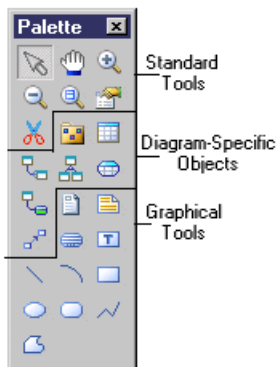 Palette
Standard
Tools
Diagram-Specific
Objects
Graphical
Tools
T